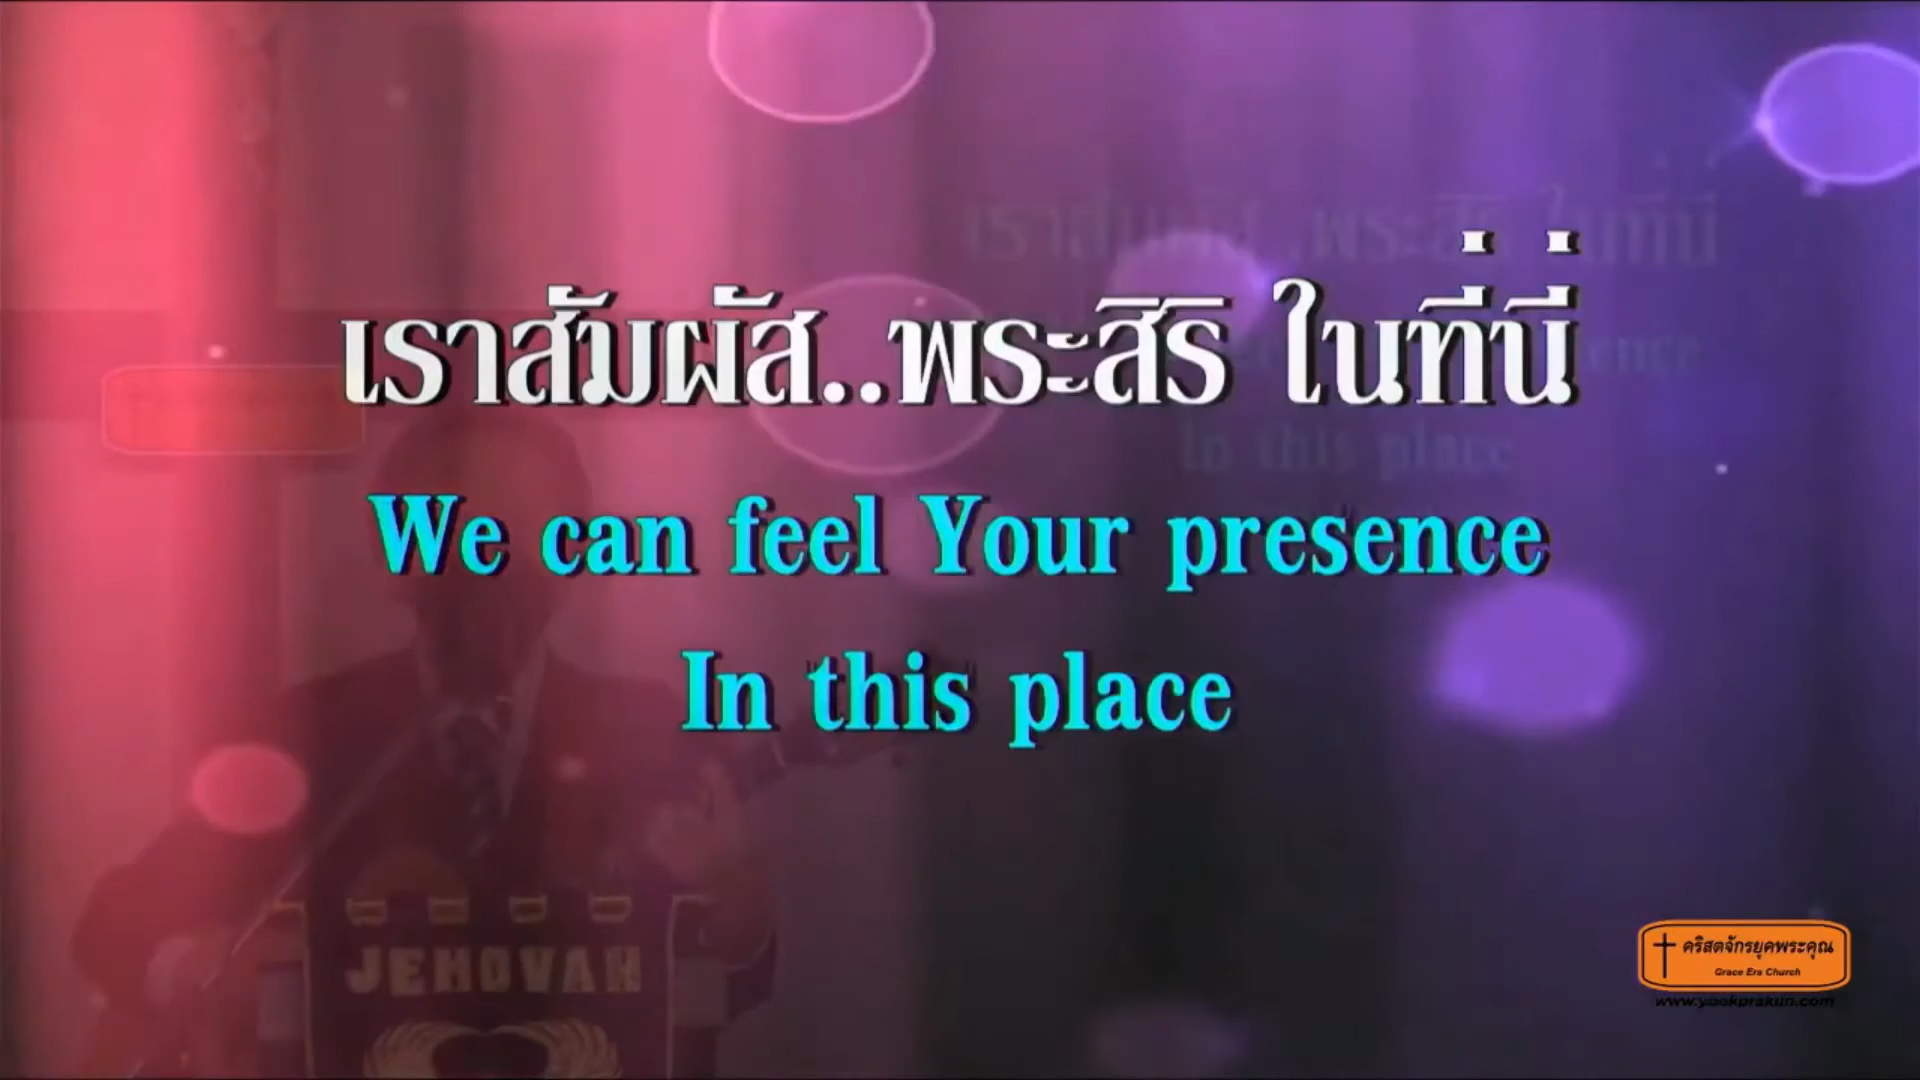 เราสัมผัส..พระสิริ ในที่นี่
We can feel Your presence
In this place
JEHOVAH
คริสตจักรยุคพระคุณ
Grace Era Church
www.yookprakun.com